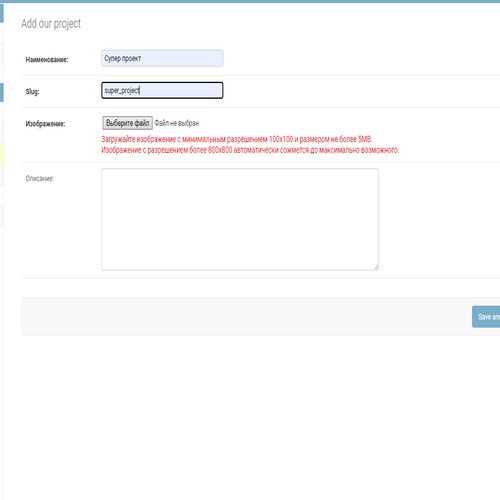 Add our project
Наименование:
Супер проект
Slug:
super_project
Изображение:
Выберите файл Файл не выбран
Загружайте изображение с минимальным разрешением 100x100 и размером не более 5MB.
Изображение с разрешением более 800x800 автоматически сожмется до максимально возможного.
Описание:
Save and